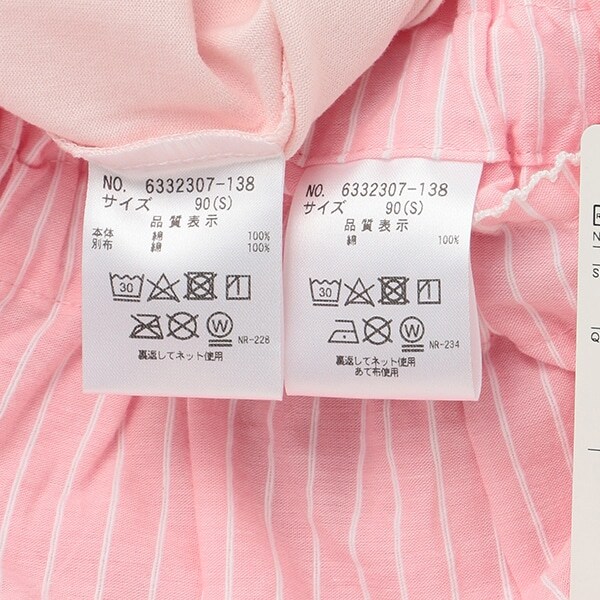 NO. 6332307-138
サイズ 90(S)
品質表示
本体 綿 100%
別布 綿 100%
30
W
NR-228
裏返してネット使用
NO. 6332307-138
サイズ 90(S)
品質表示
綿 100%
30
W
NR-234
裏返してネット使用
あて布使用
R
N
S
Q